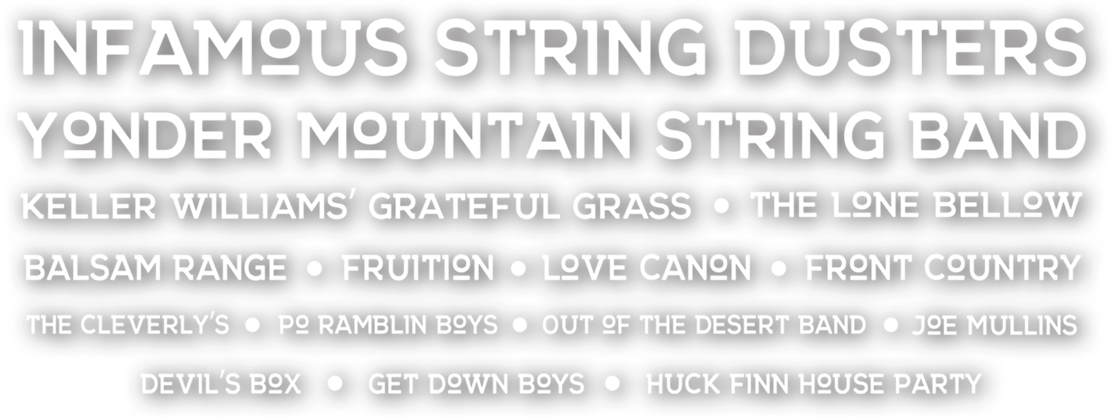 INFAMOUS STRING DUSTERS
YONDER MOUNTAIN STRING BAND
KELLER WILLIAMS' GRATEFUL GRASS • THE LONE BELLOW
BALSAM RANGE • FRUITION • LOVE CANON • FRONT COUNTRY
THE CLEVERLY'S • PO RAMBLIN BOYS • OUT OF THE DESERT BAND • JOE MULLINS
DEVIL'S BOX • GET DOWN BOYS • HUCK FINN HOUSE PARTY